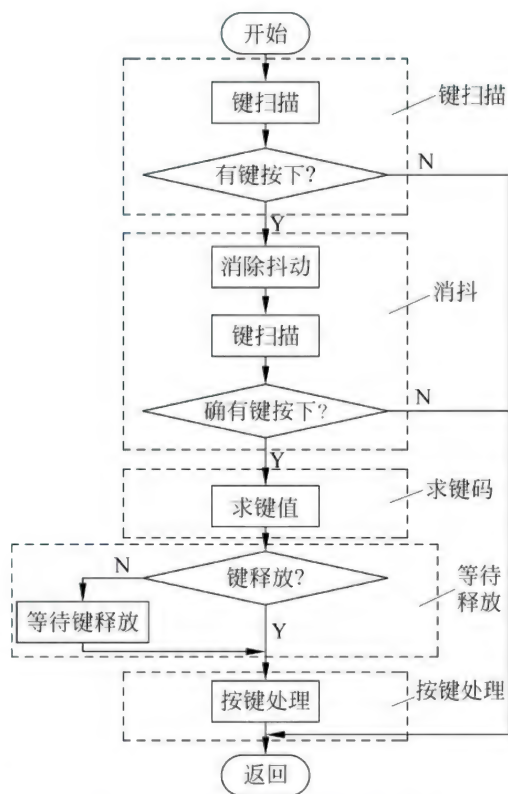 开始
键扫描
键扫描
有键按下?
N
Y
消除抖动
消抖
键扫描
确有键按下?
N
Y
求键值
求键码
键释放?
N
等待
释放
等待键释放
Y
按键处理
按键处理
返回